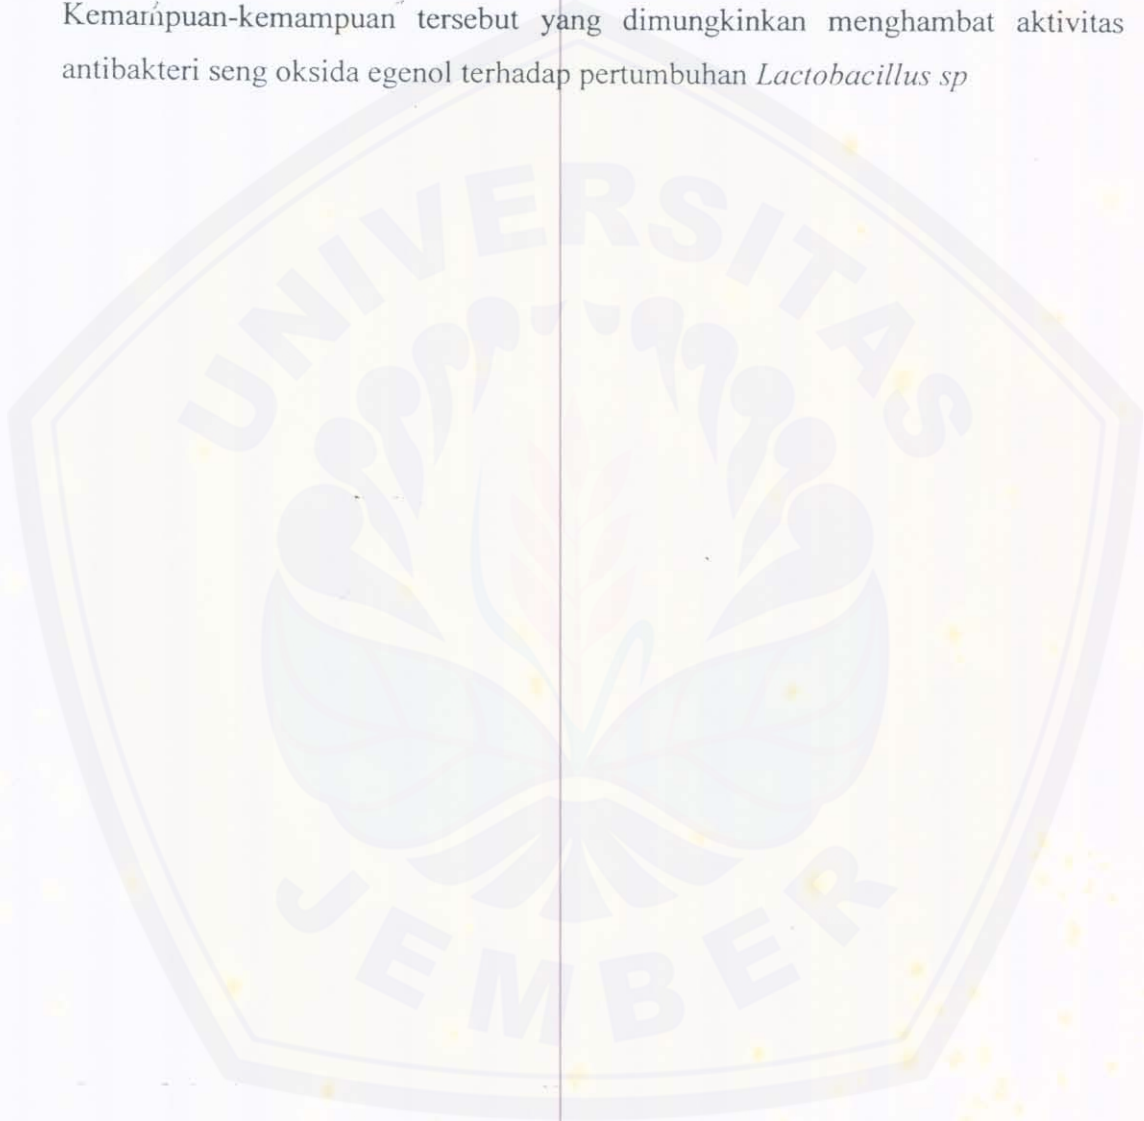 Kemampuan-kemampuan tersebut yang dimungkinkan menghambat aktivitas
antibakteri seng oksida egenol terhadap pertumbuhan Lactobacillus sp
UNIVERSITAS
JEMBER